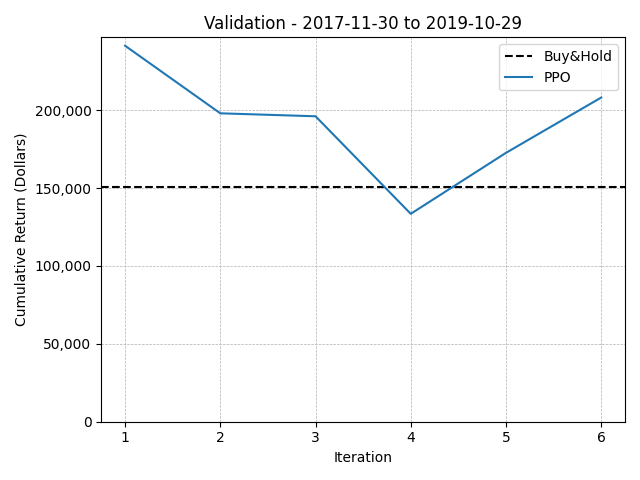 Validation - 2017-11-30 to 2019-10-29
Buy&Hold
PPO
Cumulative Return (Dollars)
200,000
150,000
100,000
50,000
0
1 2 3 4 5 6
Iteration